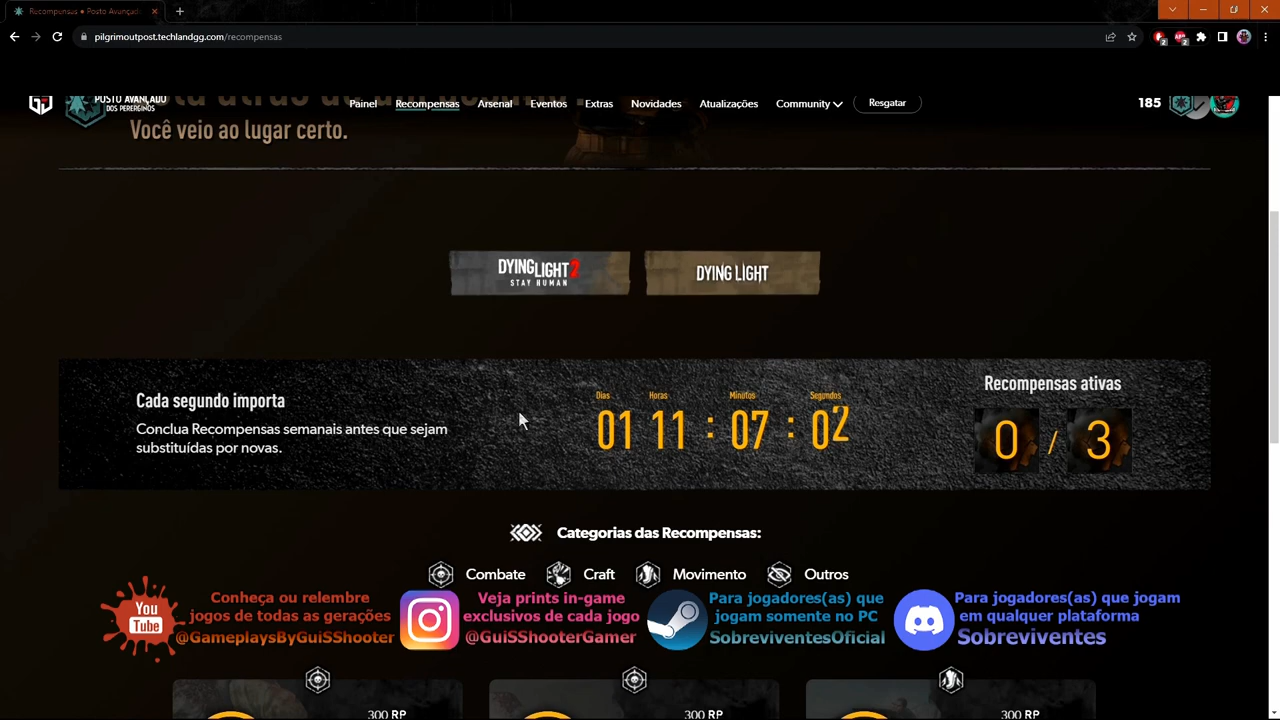 Recompensas • Posto Avançad
pilgrimoutpost.techlandgg.com/recompensas
2
2
POSTO AVANÇADO
DOS PEREGRINOS
Painel
Recompensas
Arsenal
Eventos
Extras
Novidades
Atualizações
Community
Resgatar
185
Você veio ao lugar certo.
DYING LIGHT 2
STAY HUMAN
DYING LIGHT
Cada segundo importa
Conclua Recompensas semanais antes que sejam
substituídas por novas.
Dias Horas Minutos Segundos
01 11 : 07 : 02
Recompensas ativas
0 / 3
Categorias das Recompensas:
Combate
Craft
Movimento
Outros
You
Tube
Conheça ou relembre
jogos de todas as gerações
@GameplaysByGuiSShooter
Veja prints in-game
exclusivos de cada jogo
@GuiSShooterGamer
Para jogadores(as) que
jogam somente no PC
SobreviventesOficial
Para jogadores(as) que jogam
em qualquer plataforma
Sobreviventes
300 RP
300 RP
300 RP